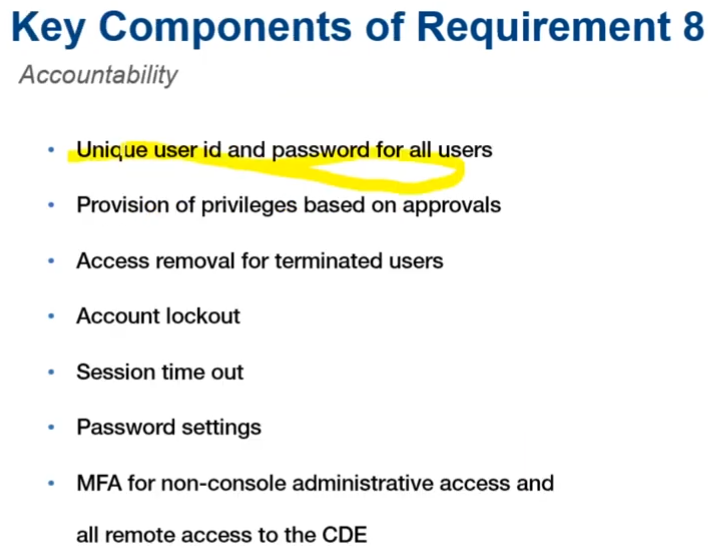 Key Components of Requirement 8
Accountability
• Unique user id and password for all users
• Provision of privileges based on approvals
• Access removal for terminated users
• Account lockout
• Session time out
• Password settings
• MFA for non-console administrative access and
all remote access to the CDE